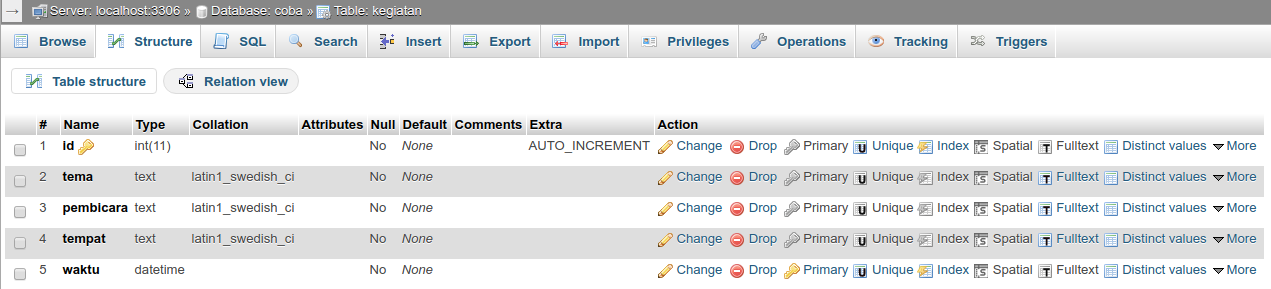 Server: localhost:3306 » Database: coba » Table: kegiatan
Browse Structure SQL Search Insert Export Import Privileges Operations Tracking Triggers
Table structure Relation view
# Name Type Collation Attributes Null Default Comments Extra Action
1 id int(11) No None AUTO_INCREMENT Change Drop Primary Unique Index Spatial Fulltext Distinct values More
2 tema text latin1_swedish_ci No None Change Drop Primary Unique Index Spatial Fulltext Distinct values More
3 pembicara text latin1_swedish_ci No None Change Drop Primary Unique Index Spatial Fulltext Distinct values More
4 tempat text latin1_swedish_ci No None Change Drop Primary Unique Index Spatial Fulltext Distinct values More
5 waktu datetime No None Change Drop Primary Unique Index Spatial Fulltext Distinct values More